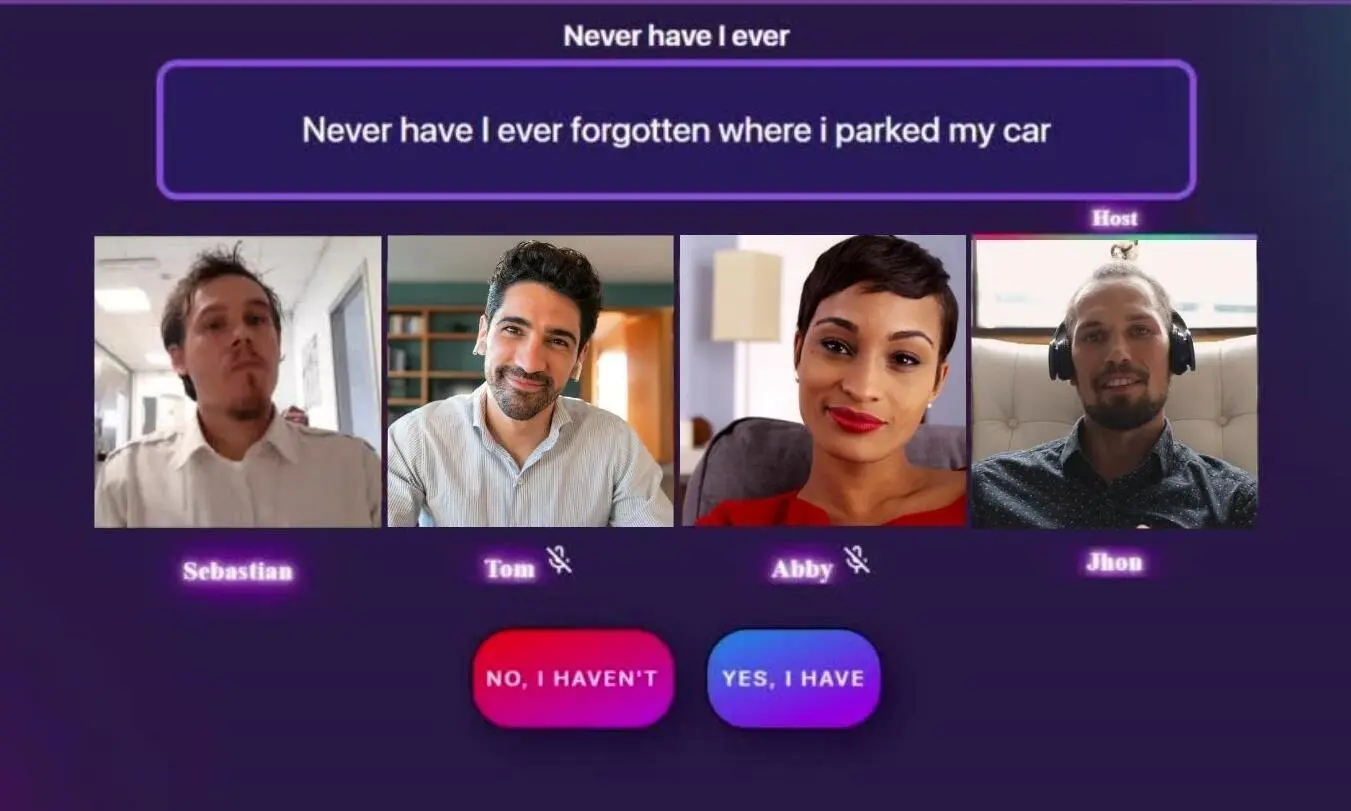 Never have I ever
Never have I ever forgotten where i parked my car
Host
Sebastian
Tom
Abby
Jhon
NO, I HAVEN'T
YES, I HAVE